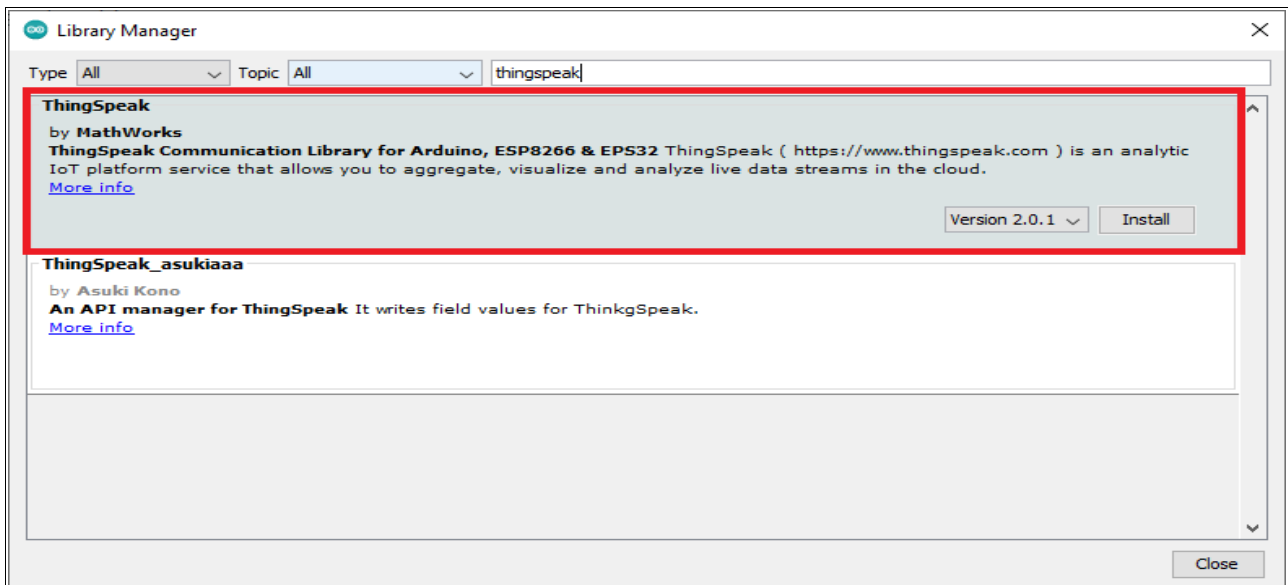 Library Manager
Type All Topic All thingspeak
ThingSpeak
by MathWorks
ThingSpeak Communication Library for Arduino, ESP8266 & EPS32 ThingSpeak ( https://www.thingspeak.com ) is an analytic
IoT platform service that allows you to aggregate, visualize and analyze live data streams in the cloud.
More info
Version 2.0.1 Install
ThingSpeak_asukiaaa
by Asuki Kono
An API manager for ThingSpeak It writes field values for ThinkgSpeak.
More info
Close